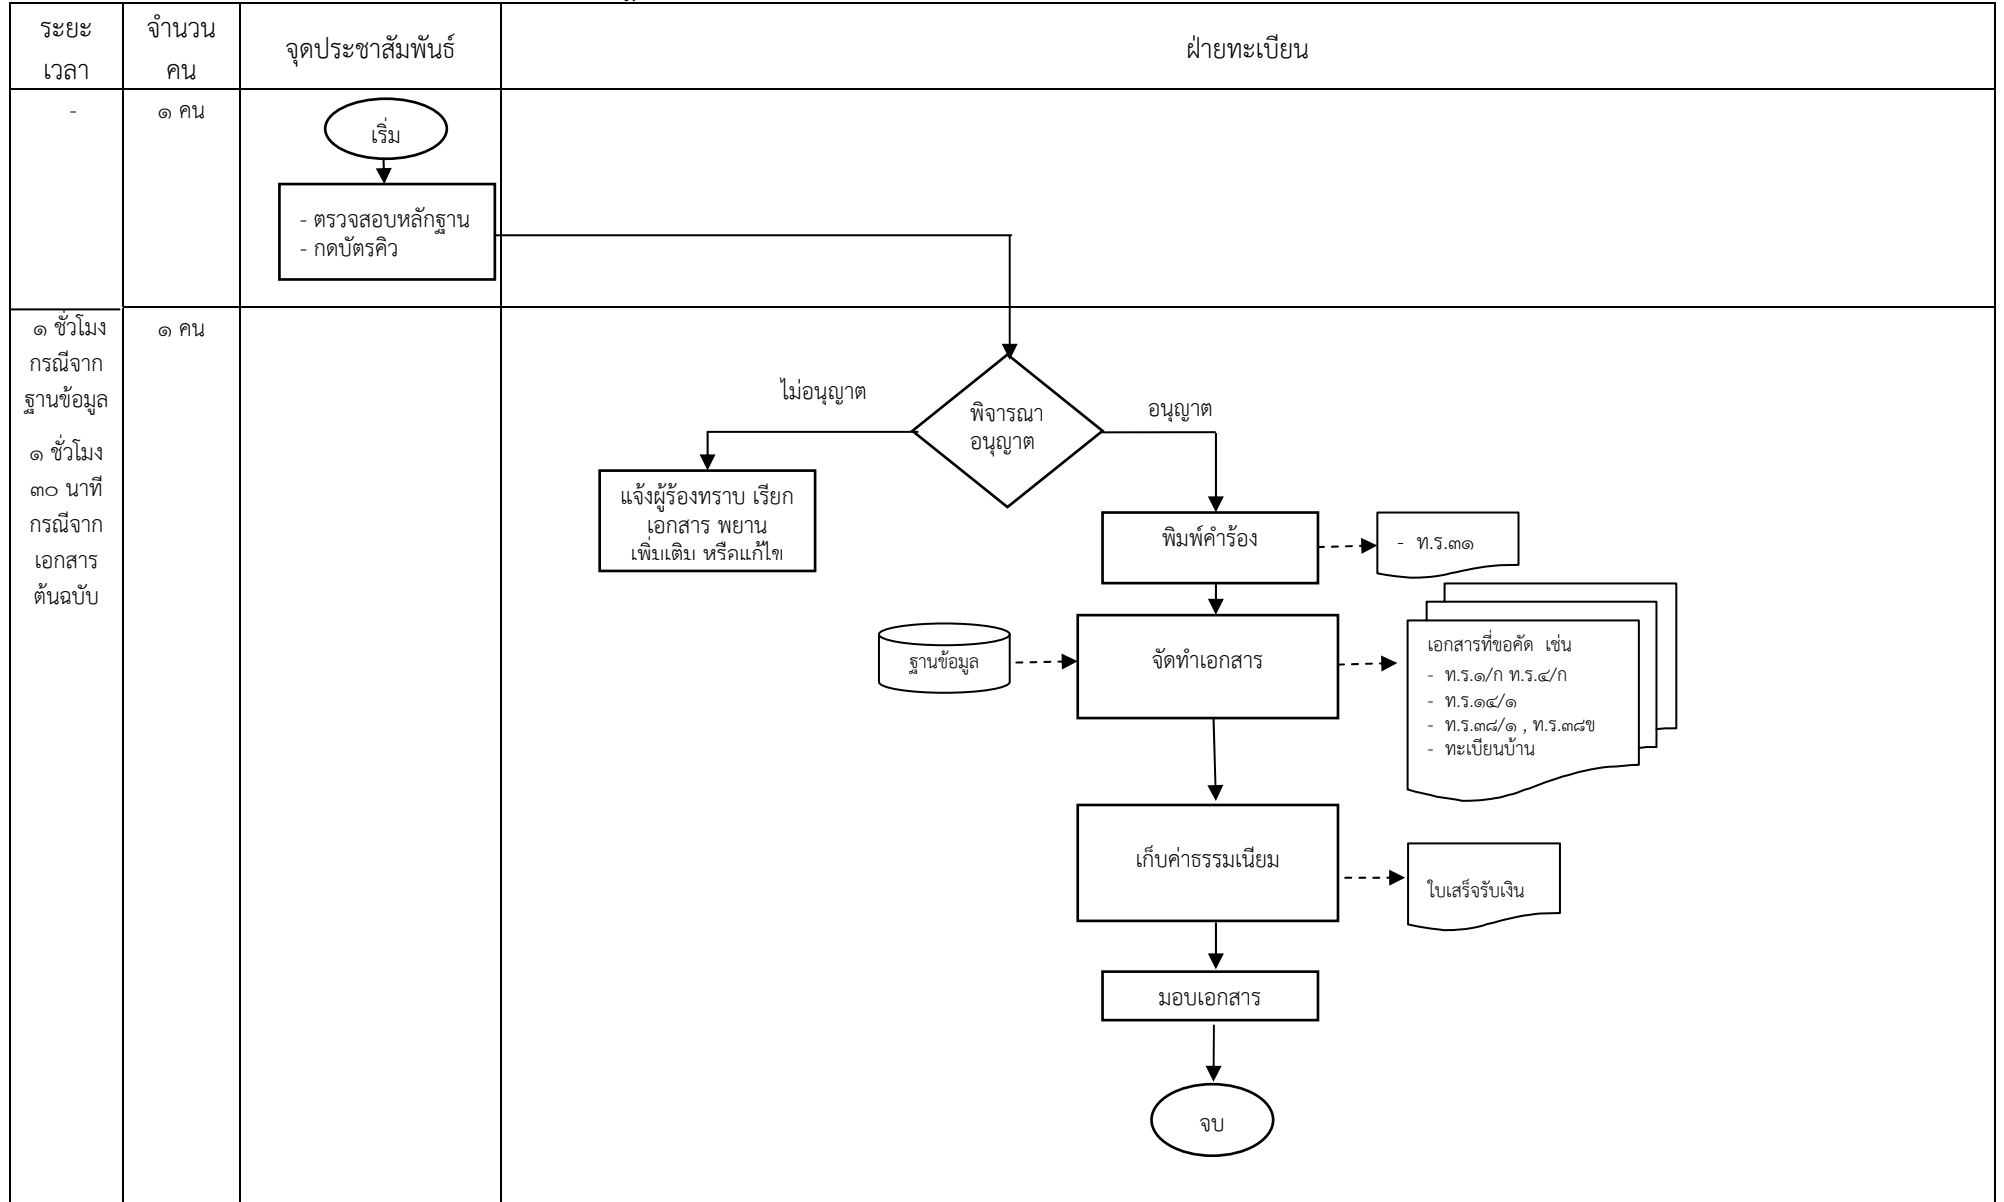 ระยะ
เวลา
จำนวน
คน
จุดประชาสัมพันธ์
ฝ่ายทะเบียน
-
๑ คน
เริ่ม
- ตรวจสอบหลักฐาน
- กดบัตรคิว
๑ ชั่วโมง
กรณีจาก
ฐานข้อมูล
๑ ชั่วโมง
๓๐ นาที
กรณีจาก
เอกสาร
ต้นฉบับ
๑ คน
พิจารณา
อนุญาต
ไม่อนุญาต
อนุญาต
แจ้งผู้ร้องทราบ เรียก
เอกสาร พยาน
เพิ่มเติม หรือแก้ไข
พิมพ์คำร้อง
- ท.ร.๓๑
ฐานข้อมูล
จัดทำเอกสาร
เอกสารที่ขอคัด เช่น
- ท.ร.๑/ก ท.ร.๔/ก
- ท.ร.๑๔/๑
- ท.ร.๓๘/๑ , ท.ร.๓๘ข
- ทะเบียนบ้าน
เก็บค่าธรรมเนียม
ใบเสร็จรับเงิน
มอบเอกสาร
จบ